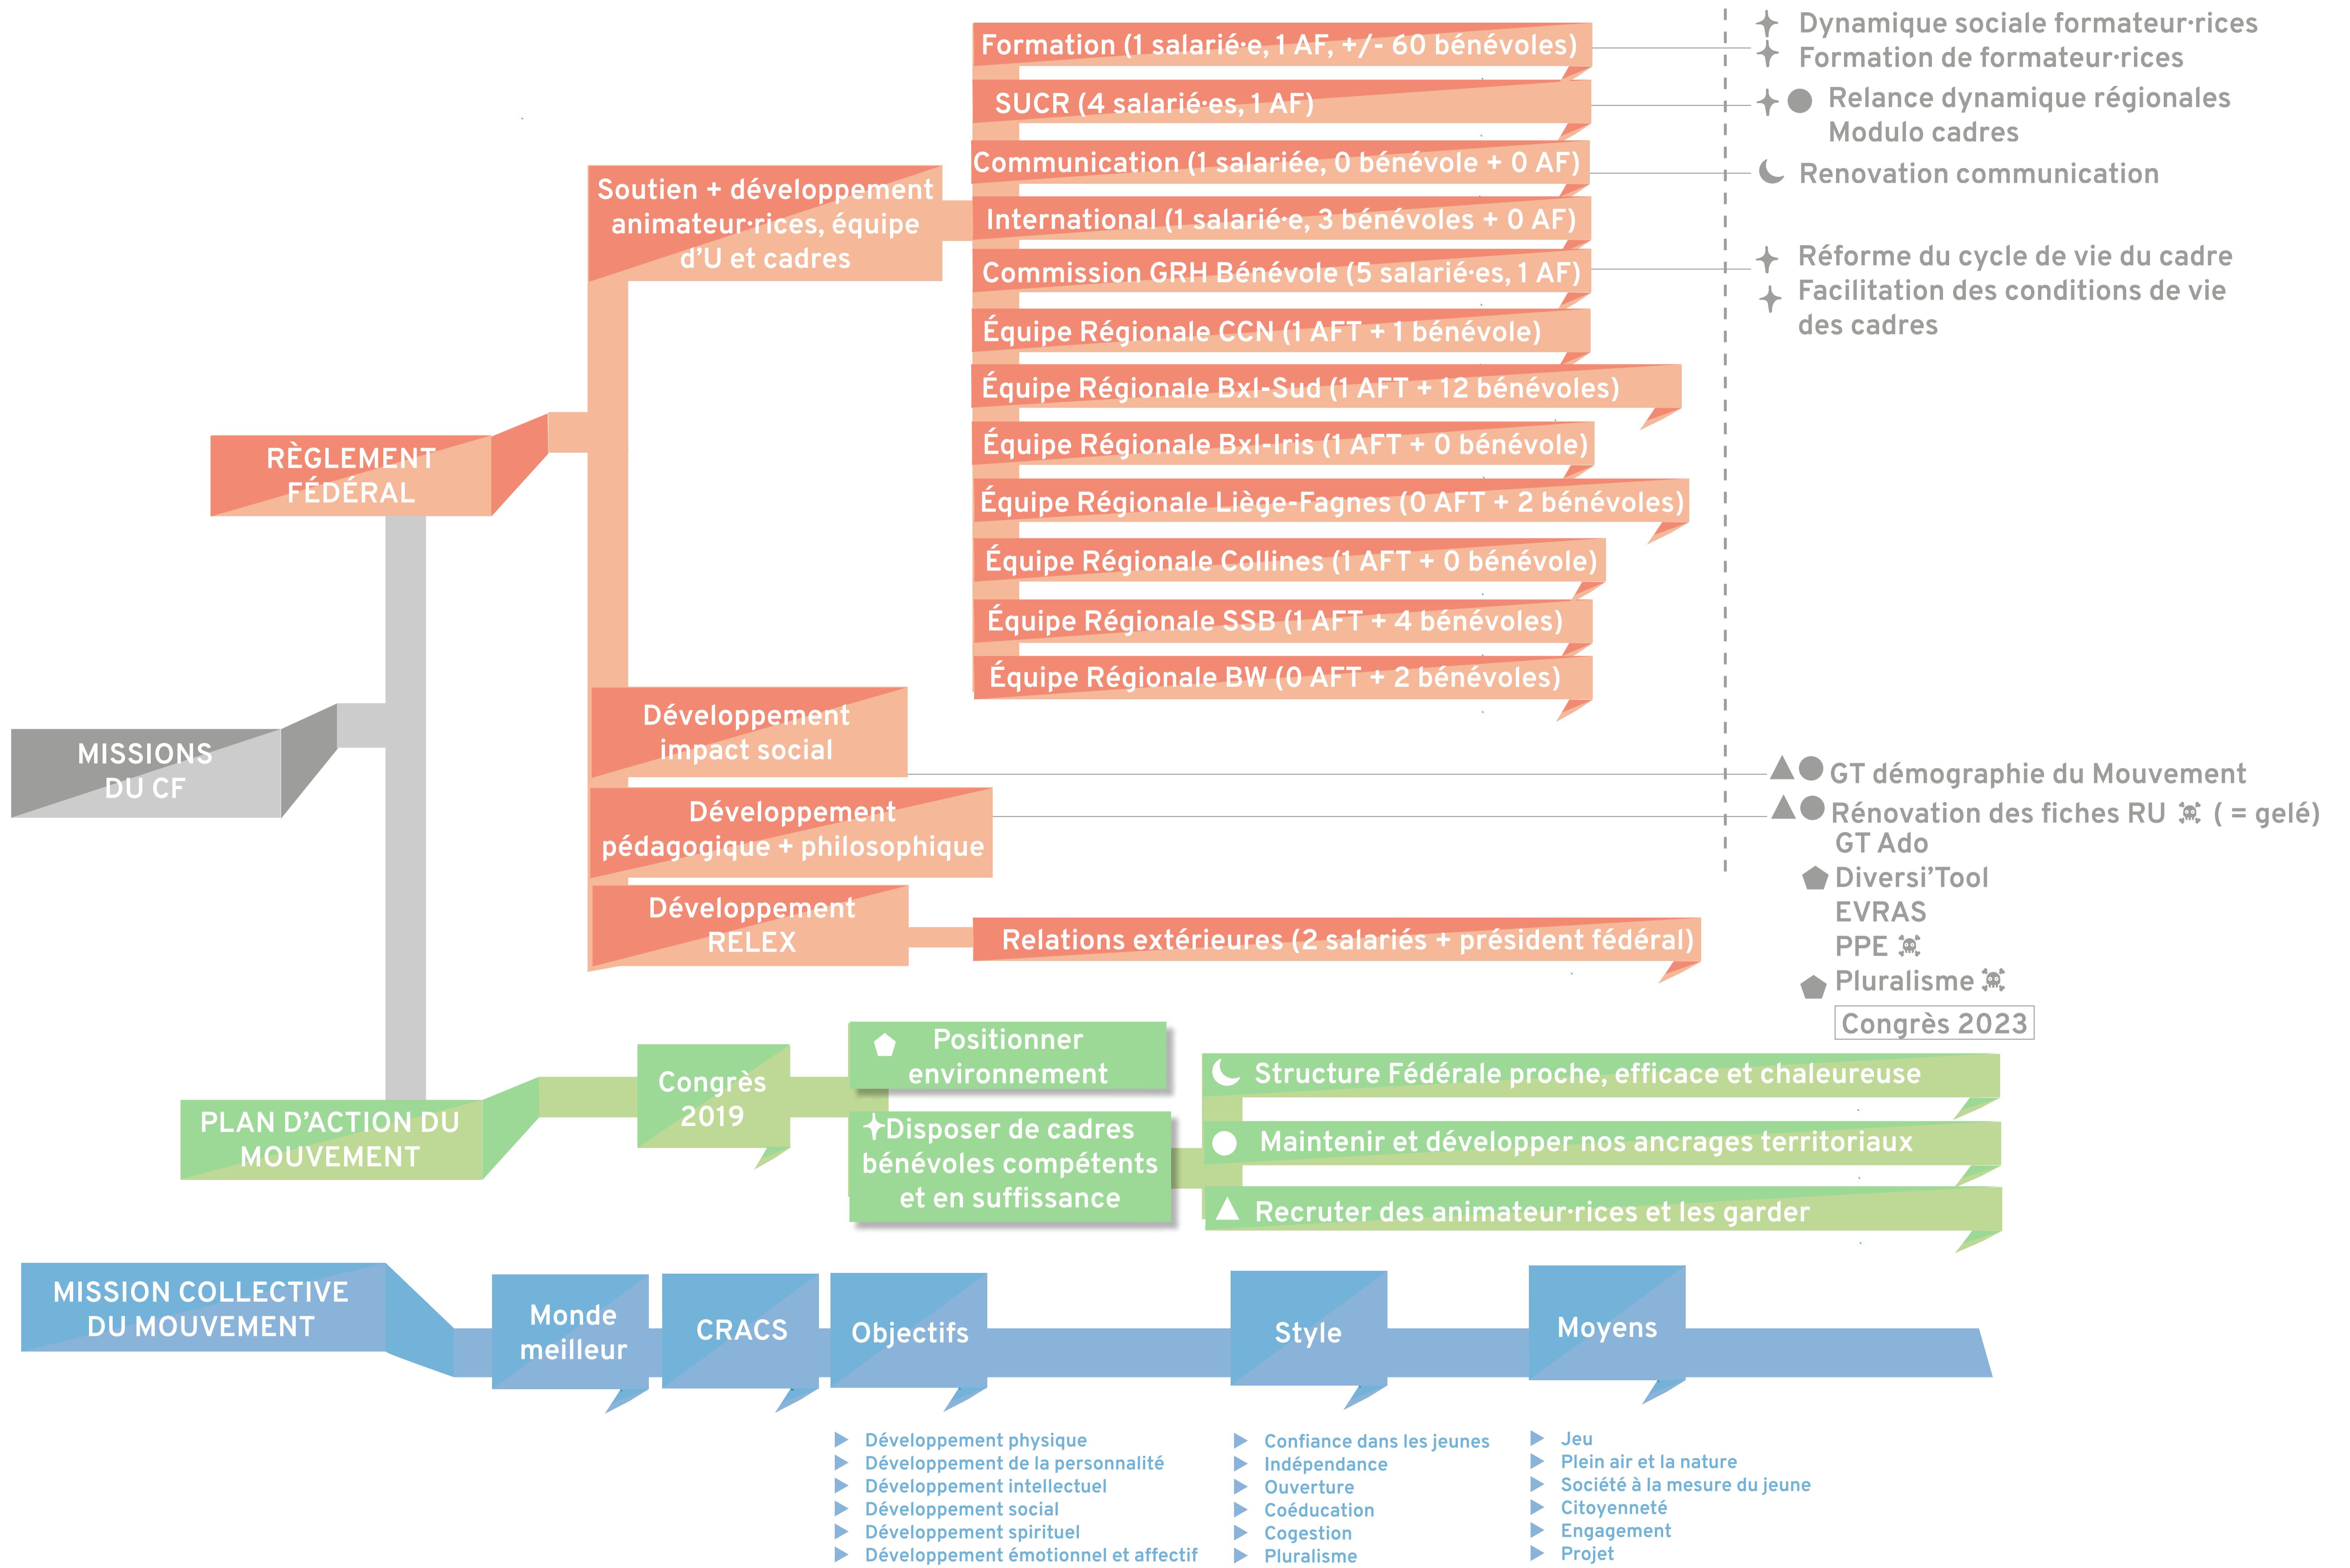 Formation (1 salarié·e, 1 AF, +/- 60 bénévoles)
SUCR (4 salarié·es, 1 AF)
Communication (1 salariée, 0 bénévole + 0 AF)
International (1 salarié·e, 3 bénévoles + 0 AF)
Commission GRH Bénévole (5 salarié·es, 1 AF)
Équipe Régionale CCN (1 AFT + 1 bénévole)
Équipe Régionale Bxl-Sud (1 AFT + 12 bénévoles)
Équipe Régionale Bxl-Iris (1 AFT + 0 bénévole)
Équipe Régionale Liège-Fagnes (0 AFT + 2 bénévoles)
Équipe Régionale Collines (1 AFT + 0 bénévole)
Équipe Régionale SSB (1 AFT + 4 bénévoles)
Équipe Régionale BW (0 AFT + 2 bénévoles)
Dynamique sociale formateur·rices
Formation de formateur·rices
Relance dynamique régionales
Modulo cadres
Renovation communication
Réforme du cycle de vie du cadre
Facilitation des conditions de vie
des cadres
Soutien + développement
animateur·rices, équipe
d'U et cadres
RÈGLEMENT
FÉDÉRAL
MISSIONS
DU CF
Développement
impact social
Développement
pédagogique + philosophique
Développement
RELEX
Relations extérieures (2 salariés + président fédéral)
GT démographie du Mouvement
Rénovation des fiches RU ☠ ( = gelé)
GT Ado
Diversi'Tool
EVRAS
PPE ☠
Pluralisme ☠
Congrès 2023
PLAN D'ACTION DU
MOUVEMENT
Congrès
2019
Positionner
environnement
Disposer de cadres
bénévoles compétents
et en suffissance
Structure Fédérale proche, efficace et chaleureuse
Maintenir et développer nos ancrages territoriaux
Recruter des animateur·rices et les garder
MISSION COLLECTIVE
DU MOUVEMENT
Monde
meilleur
CRACS
Objectifs
Style
Moyens
Développement physique
Développement de la personnalité
Développement intellectuel
Développement social
Développement spirituel
Développement émotionnel et affectif
Confiance dans les jeunes
Indépendance
Ouverture
Coéducation
Cogestion
Pluralisme
Jeu
Plein air et la nature
Société à la mesure du jeune
Citoyenneté
Engagement
Projet